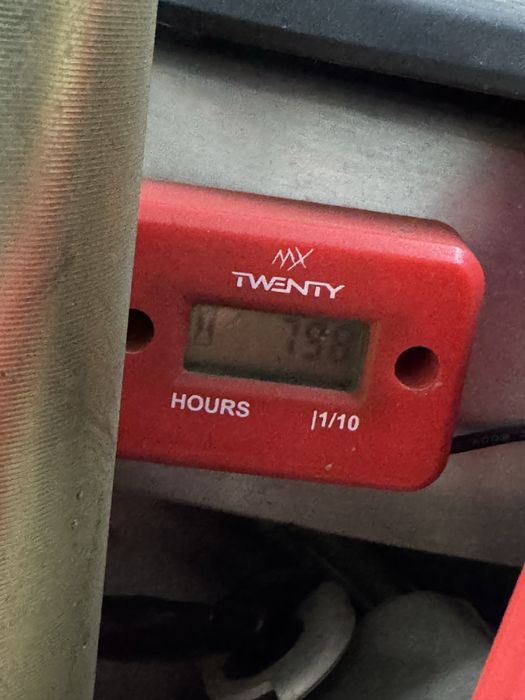 MX
TWENTY
H 798
HOURS |1/10